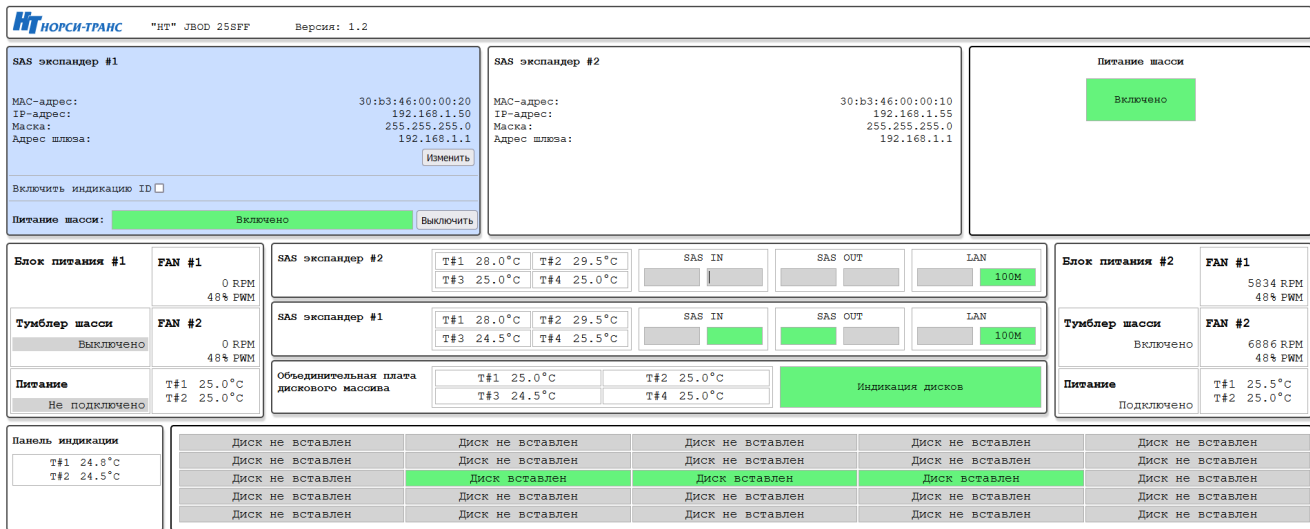 НТ НОРСИ-ТРАНС "НТ" JBOD 25SFF Версия: 1.2
SAS экспандер #1
MAC-адрес: 30:b3:46:00:00:20
IP-адрес: 192.168.1.50
Маска: 255.255.255.0
Адрес шлюза: 192.168.1.1
Изменить
Включить индикацию ID
Питание шасси: Включено Выключить
SAS экспандер #2
MAC-адрес: 30:b3:46:00:00:10
IP-адрес: 192.168.1.55
Маска: 255.255.255.0
Адрес шлюза: 192.168.1.1
Питание шасси
Включено
Блок питания #1 FAN #1
0 RPM
48% PWM
Тумблер шасси FAN #2
Выключено 0 RPM
48% PWM
Питание T#1 25.0°C
Не подключено T#2 25.0°C
SAS экспандер #2 T#1 28.0°C T#2 29.5°C SAS IN SAS OUT LAN
T#3 25.0°C T#4 25.0°C 100M
SAS экспандер #1 T#1 28.0°C T#2 29.5°C SAS IN SAS OUT LAN
T#3 24.5°C T#4 25.5°C 100M
Объединительная плата T#1 25.0°C T#2 25.0°C Индикация дисков
дискового массива T#3 24.5°C T#4 25.0°C
Блок питания #2 FAN #1
5834 RPM
48% PWM
Тумблер шасси FAN #2
Включено 6886 RPM
48% PWM
Питание T#1 25.5°C
Подключено T#2 25.0°C
Панель индикации
T#1 24.8°C
T#2 24.5°C
Диск не вставлен Диск не вставлен Диск не вставлен Диск не вставлен Диск не вставлен
Диск не вставлен Диск не вставлен Диск не вставлен Диск не вставлен Диск не вставлен
Диск не вставлен Диск вставлен Диск вставлен Диск вставлен Диск не вставлен
Диск не вставлен Диск не вставлен Диск не вставлен Диск не вставлен Диск не вставлен
Диск не вставлен Диск не вставлен Диск не вставлен Диск не вставлен Диск не вставлен